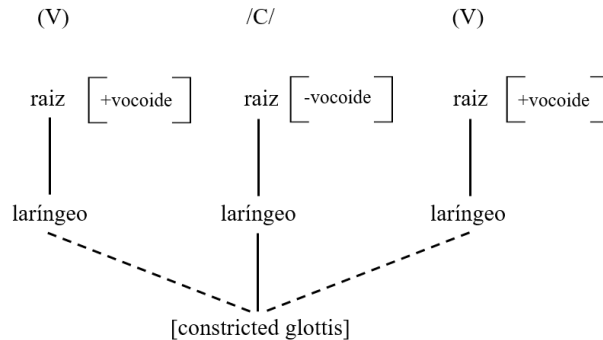 (V) /C/ (V)
raiz [+vocoide] raiz [-vocoide] raiz [+vocoide]
laríngeo laríngeo laríngeo
[constricted glottis]